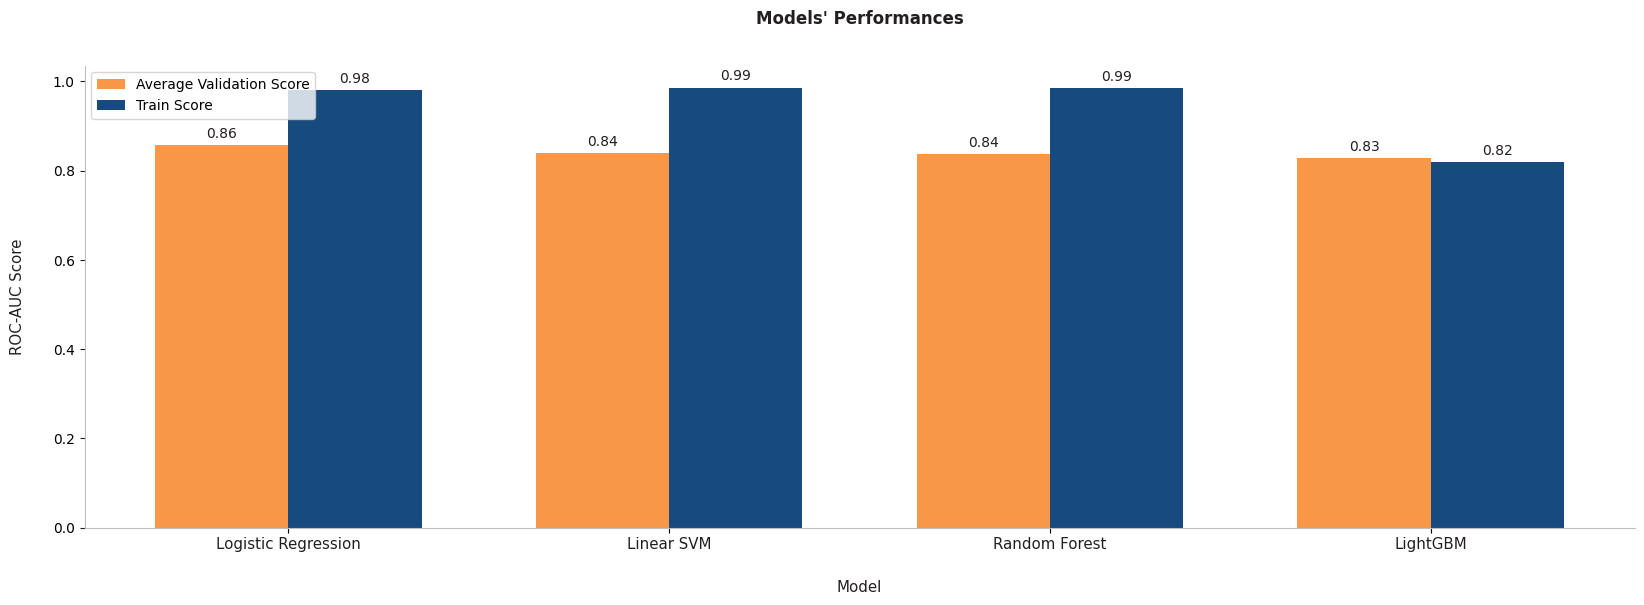 Models' Performances
Average Validation Score
Train Score
ROC-AUC Score
1.0
0.8
0.6
0.4
0.2
0.0
0.86
0.98
0.84
0.99
0.84
0.99
0.83
0.82
Logistic Regression
Linear SVM
Random Forest
LightGBM
Model